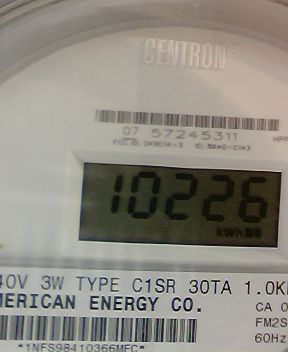 CENTRON®
07 57245311
10226
kWh
40V 3W TYPE C1SR 30TA 1.0K
MERICAN ENERGY CO.
CA 0
FM2S
60Hz
*1NFS98410366MFC*